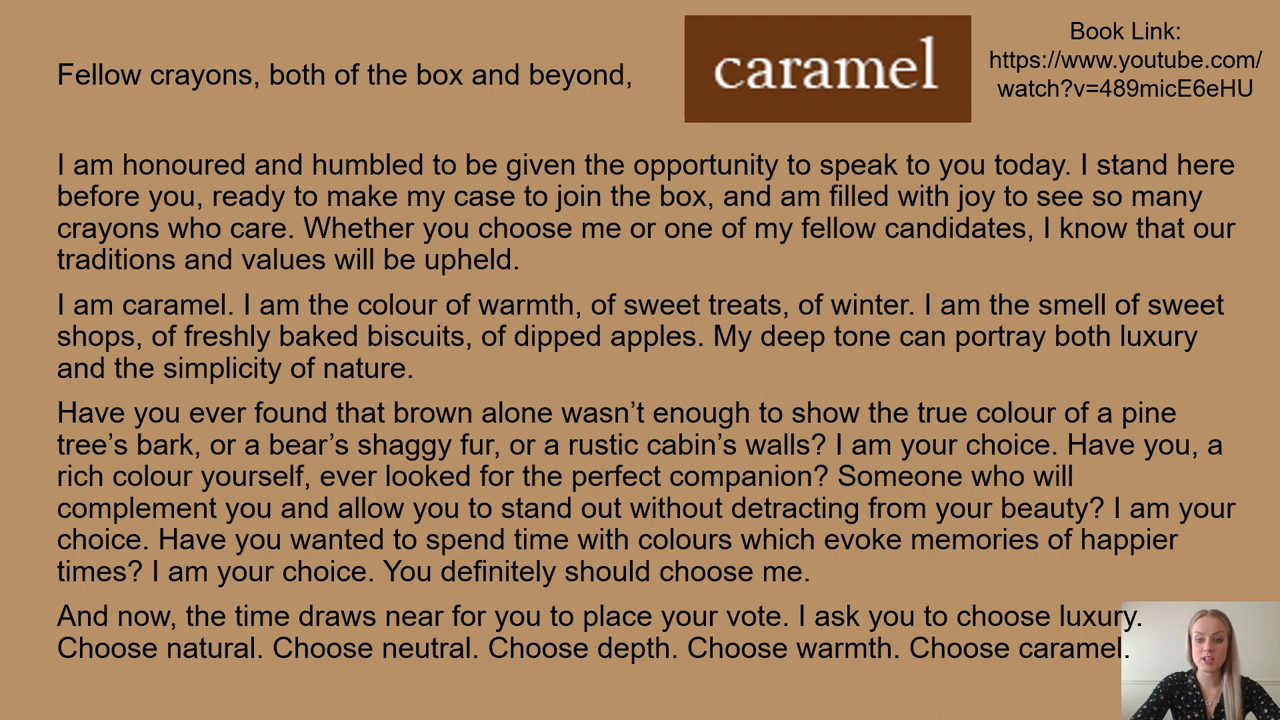 Fellow crayons, both of the box and beyond,
caramel
Book Link:
https://www.youtube.com/
watch?v=489micE6eHU
I am honoured and humbled to be given the opportunity to speak to you today. I stand here
before you, ready to make my case to join the box, and am filled with joy to see so many
crayons who care. Whether you choose me or one of my fellow candidates, I know that our
traditions and values will be upheld.
I am caramel. I am the colour of warmth, of sweet treats, of winter. I am the smell of sweet
shops, of freshly baked biscuits, of dipped apples. My deep tone can portray both luxury
and the simplicity of nature.
Have you ever found that brown alone wasn’t enough to show the true colour of a pine
tree’s bark, or a bear’s shaggy fur, or a rustic cabin’s walls? I am your choice. Have you, a
rich colour yourself, ever looked for the perfect companion? Someone who will
complement you and allow you to stand out without detracting from your beauty? I am your
choice. Have you wanted to spend time with colours which evoke memories of happier
times? I am your choice. You definitely should choose me.
And now, the time draws near for you to place your vote. I ask you to choose luxury.
Choose natural. Choose neutral. Choose depth. Choose warmth. Choose caramel.